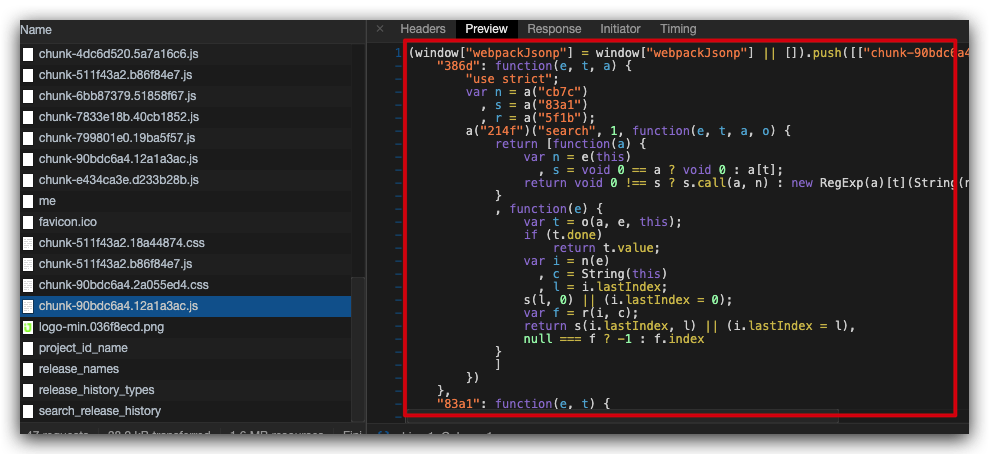 Name
chunk-4dc6d520.5a7a16c6.js
chunk-511f43a2.b86f84e7.js
chunk-6bb87379.51858f67.js
chunk-7833e18b.40cb1852.js
chunk-799801e0.19ba5f57.js
chunk-90bdc6a4.12a1a3ac.js
chunk-e434ca3e.d233b28b.js
me
favicon.ico
chunk-511f43a2.18a44874.css
chunk-511f43a2.b86f84e7.js
chunk-90bdc6a4.2a055ed4.css
chunk-90bdc6a4.12a1a3ac.js
logo-min.036f8ecd.png
project_id_name
release_names
release_history_types
search_release_history
× Headers Preview Response Initiator Timing
1 (window["webpackJsonp"] = window["webpackJsonp"] || []).push([["chunk-90bdc6a4
"386d": function(e, t, a) {
"use strict";
var n = a("cb7c")
, s = a("83a1")
, r = a("5f1b");
a("214f")("search", 1, function(e, t, a, o) {
return [function(a) {
var n = e(this)
, s = void 0 == a ? void 0 : a[t];
return void 0 !== s ? s.call(a, n) : new RegExp(a)[t](String(n
}
, function(e) {
var t = o(a, e, this);
if (t.done)
return t.value;
var i = n(e)
, c = String(this)
, l = i.lastIndex;
s(l, 0) || (i.lastIndex = 0);
var f = r(i, c);
return s(i.lastIndex, l) || (i.lastIndex = l),
null === f ? -1 : f.index
}
]
})
},
"83a1": function(e, t) {